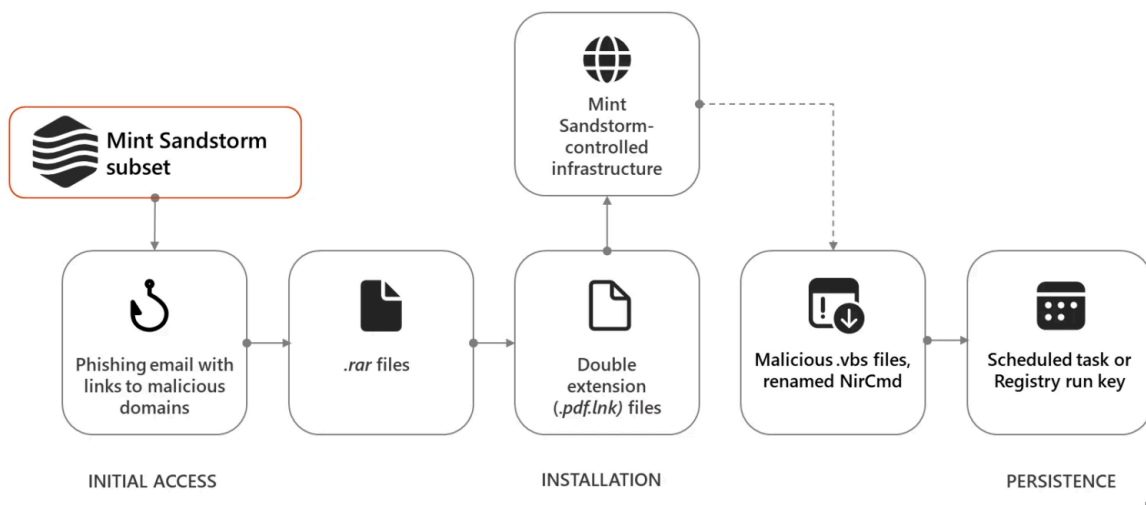 Mint Sandstorm
subset
Mint
Sandstorm-
controlled
infrastructure
Phishing email with
links to malicious
domains
.rar files
Double
extension
(.pdf.lnk) files
Malicious .vbs files,
renamed NirCmd
Scheduled task or
Registry run key
INITIAL ACCESS
INSTALLATION
PERSISTENCE